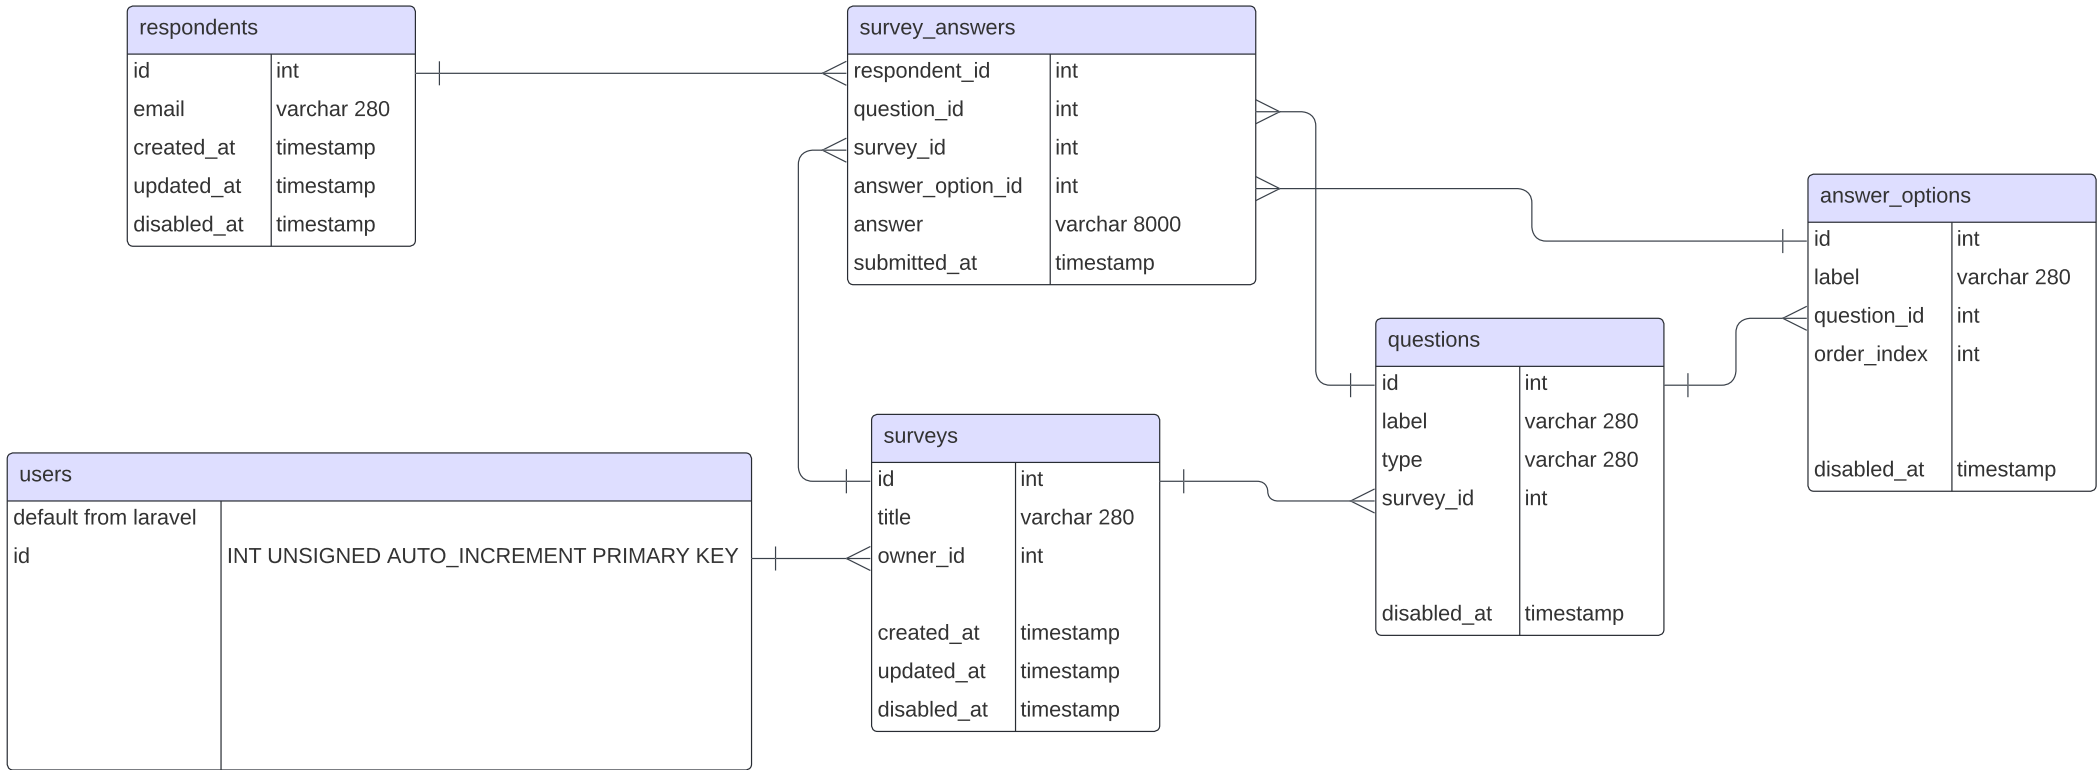 respondents
id int
email varchar 280
created_at timestamp
updated_at timestamp
disabled_at timestamp
survey_answers
respondent_id int
question_id int
survey_id int
answer_option_id int
answer varchar 8000
submitted_at timestamp
answer_options
id int
label varchar 280
question_id int
order_index int
disabled_at timestamp
questions
id int
label varchar 280
type varchar 280
survey_id int
disabled_at timestamp
surveys
id int
title varchar 280
owner_id int
created_at timestamp
updated_at timestamp
disabled_at timestamp
users
default from laravel
id INT UNSIGNED AUTO_INCREMENT PRIMARY KEY